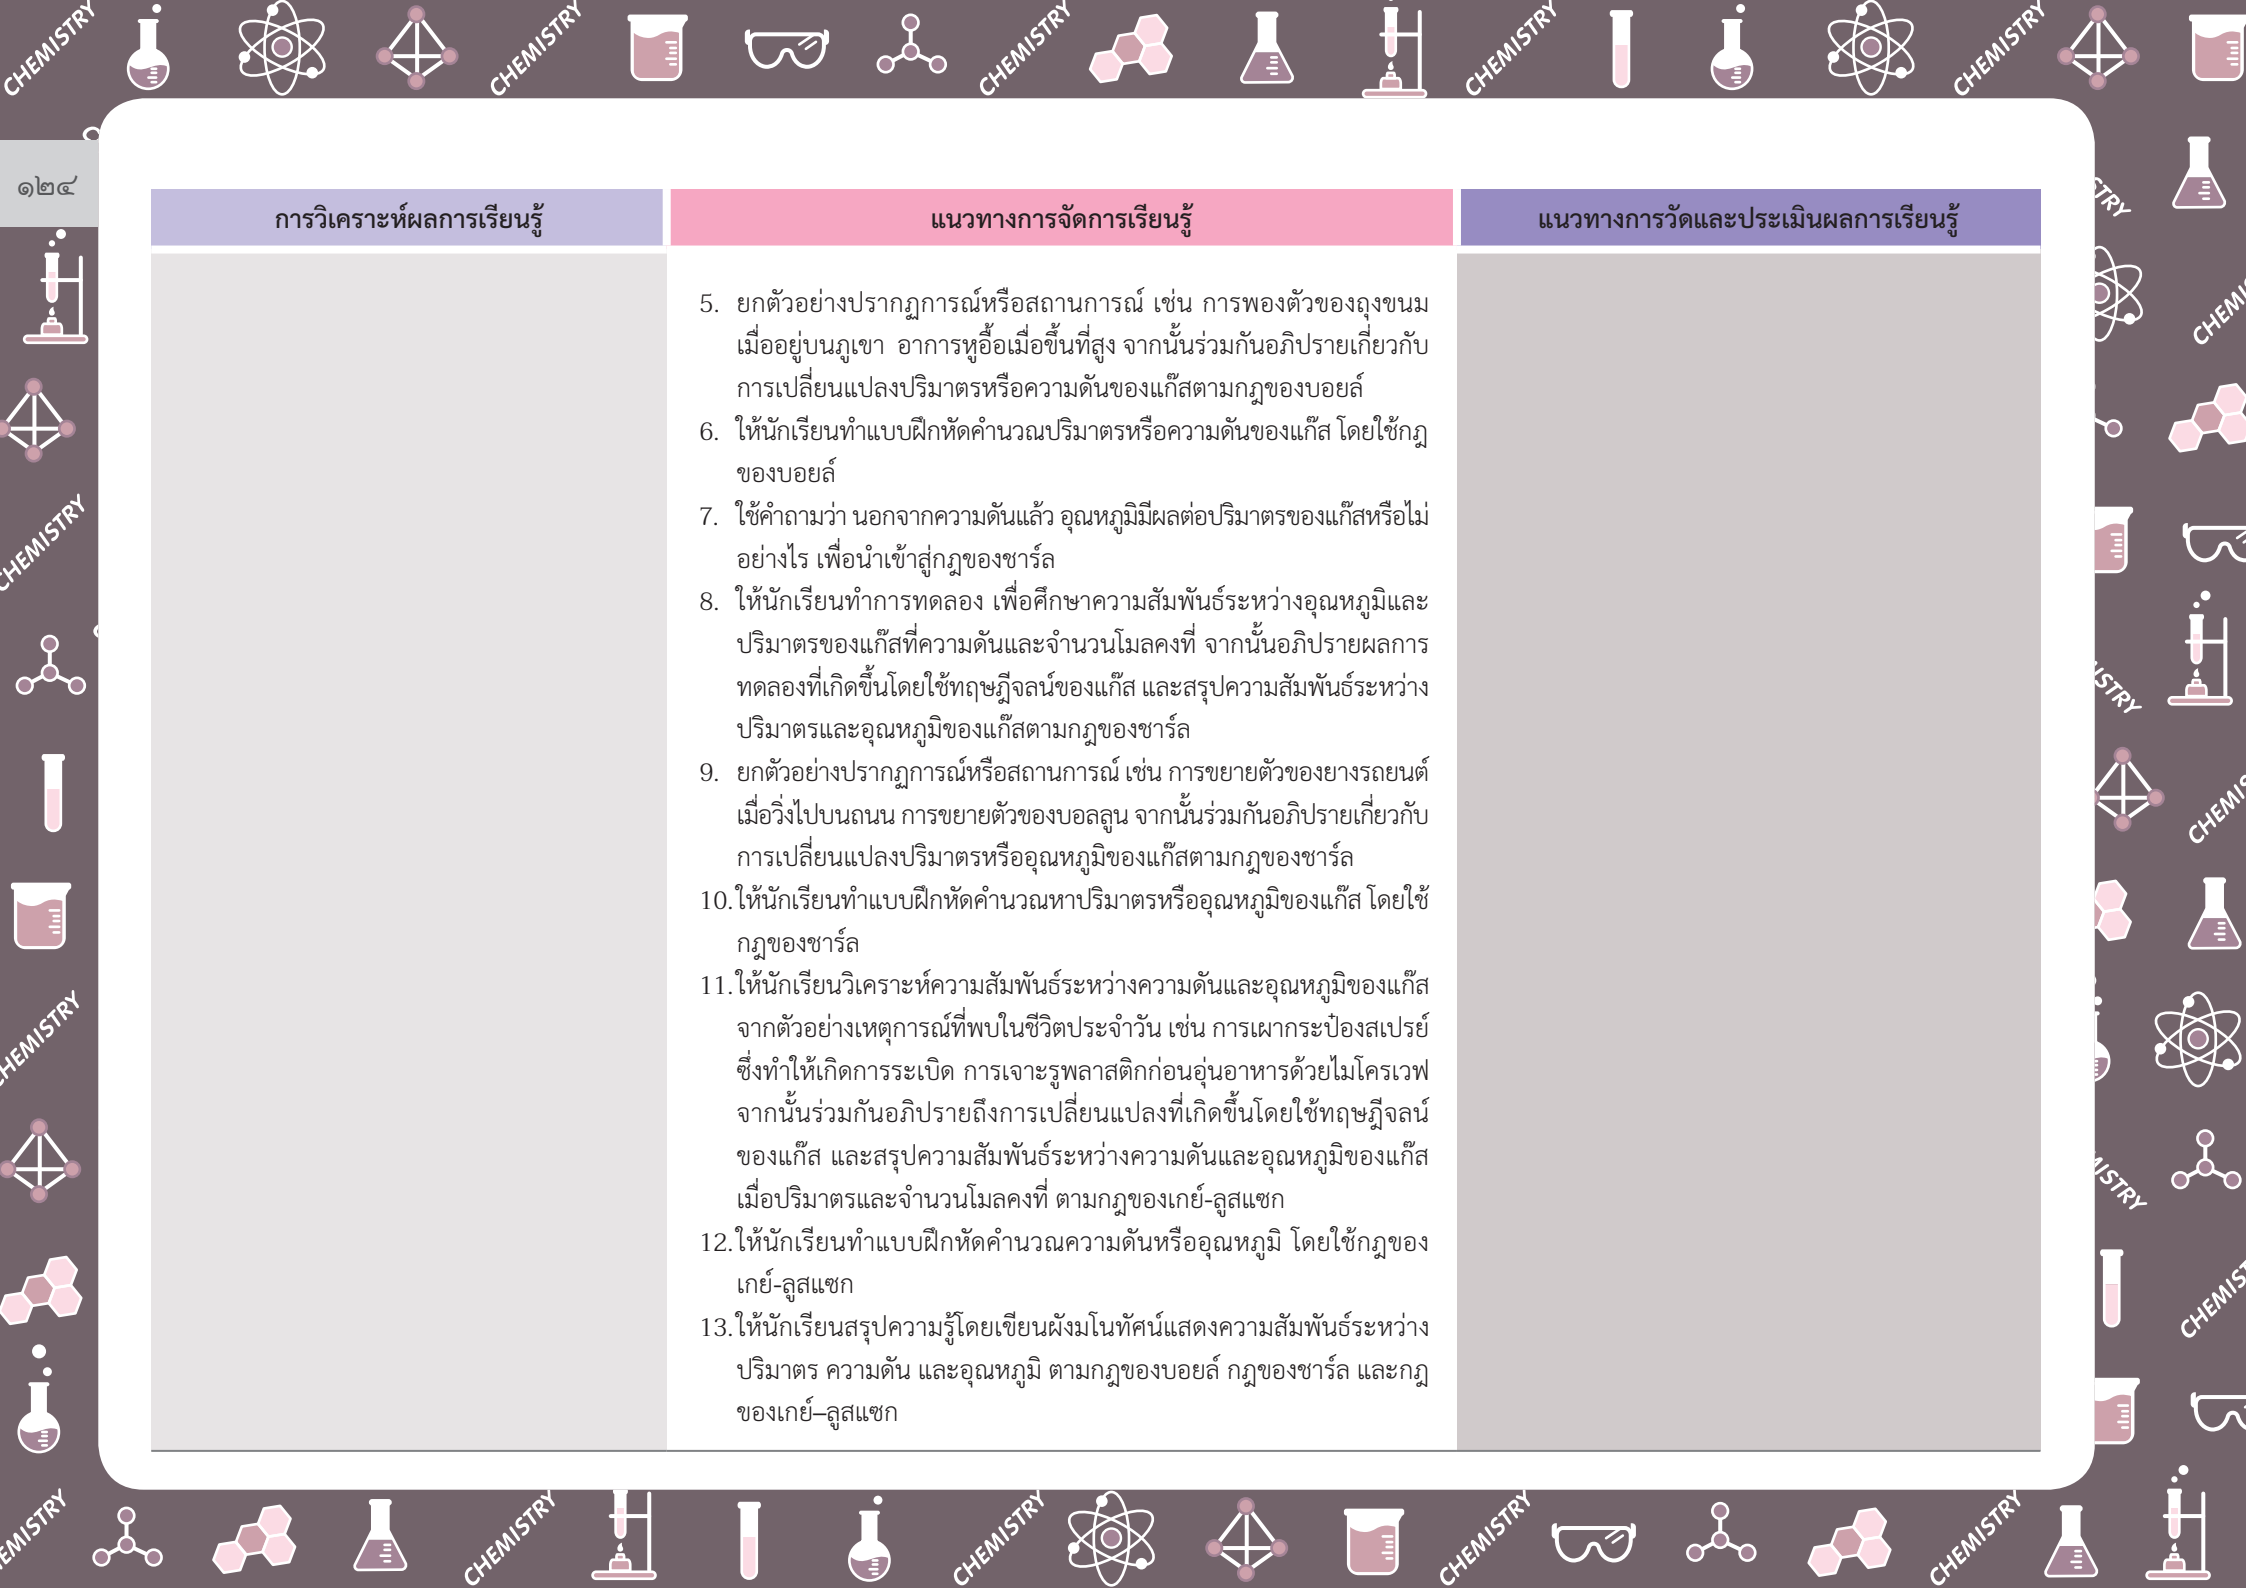 ๑๒๔
การวิเคราะห์ผลการเรียนรู้
แนวทางการจัดการเรียนรู้
แนวทางการวัดและประเมินผลการเรียนรู้
5. ยกตัวอย่างปรากฏการณ์หรือสถานการณ์ เช่น การพองตัวของถุงขนม
เมื่ออยู่บนภูเขา อาการหูอื้อเมื่อขึ้นที่สูง จากนั้นร่วมกันอภิปรายเกี่ยวกับ
การเปลี่ยนแปลงปริมาตรหรือความดันของแก๊สตามกฎของบอยล์
6. ให้นักเรียนทำแบบฝึกหัดคำนวณปริมาตรหรือความดันของแก๊ส โดยใช้กฎ
ของบอยล์
7. ใช้คำถามว่า นอกจากความดันแล้ว อุณหภูมิมีผลต่อปริมาตรของแก๊สหรือไม่
อย่างไร เพื่อนำเข้าสู่กฎของชาร์ล
8. ให้นักเรียนทำการทดลอง เพื่อศึกษาความสัมพันธ์ระหว่างอุณหภูมิและ
ปริมาตรของแก๊สที่ความดันและจำนวนโมลคงที่ จากนั้นอภิปรายผลการ
ทดลองที่เกิดขึ้นโดยใช้ทฤษฎีจลน์ของแก๊ส และสรุปความสัมพันธ์ระหว่าง
ปริมาตรและอุณหภูมิของแก๊สตามกฎของชาร์ล
9. ยกตัวอย่างปรากฏการณ์หรือสถานการณ์ เช่น การขยายตัวของยางรถยนต์
เมื่อวิ่งไปบนถนน การขยายตัวของบอลลูน จากนั้นร่วมกันอภิปรายเกี่ยวกับ
การเปลี่ยนแปลงปริมาตรหรืออุณหภูมิของแก๊สตามกฎของชาร์ล
10. ให้นักเรียนทำแบบฝึกหัดคำนวณหาปริมาตรหรืออุณหภูมิของแก๊ส โดยใช้
กฎของชาร์ล
11. ให้นักเรียนวิเคราะห์ความสัมพันธ์ระหว่างความดันและอุณหภูมิของแก๊ส
จากตัวอย่างเหตุการณ์ที่พบในชีวิตประจำวัน เช่น การเผากระป๋องสเปรย์
ซึ่งทำให้เกิดการระเบิด การเจาะรูพลาสติกก่อนอุ่นอาหารด้วยไมโครเวฟ
จากนั้นร่วมกันอภิปรายถึงการเปลี่ยนแปลงที่เกิดขึ้นโดยใช้ทฤษฎีจลน์
ของแก๊ส และสรุปความสัมพันธ์ระหว่างความดันและอุณหภูมิของแก๊ส
เมื่อปริมาตรและจำนวนโมลคงที่ ตามกฎของเกย์-ลูสแซก
12. ให้นักเรียนทำแบบฝึกหัดคำนวณความดันหรืออุณหภูมิ โดยใช้กฎของ
เกย์-ลูสแซก
13. ให้นักเรียนสรุปความรู้โดยเขียนผังมโนทัศน์แสดงความสัมพันธ์ระหว่าง
ปริมาตร ความดัน และอุณหภูมิ ตามกฎของบอยล์ กฎของชาร์ล และกฎ
ของเกย์–ลูสแซก
CHEMISTRY
CHEMISTRY
CHEMISTRY
CHEMISTRY
CHEMISTRY
CHEMISTRY
CHEMISTRY
CHEMISTRY
CHEMISTRY